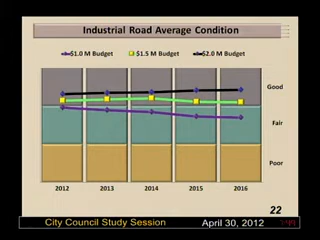 Industrial Road Average Condition
$1.0 M Budget $1.5 M Budget $2.0 M Budget
Good
Fair
Poor
2012 2013 2014 2015 2016
22
City Council Study Session April 30, 2012